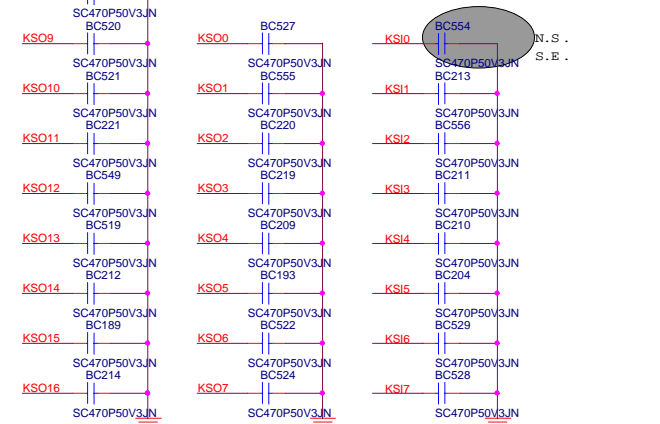 SC470P50V3JN
BC520
KSO9
SC470P50V3JN
BC521
KSO10
SC470P50V3JN
BC221
KSO11
SC470P50V3JN
BC549
KSO12
SC470P50V3JN
BC519
KSO13
SC470P50V3JN
BC212
KSO14
SC470P50V3JN
BC189
KSO15
SC470P50V3JN
BC214
KSO16
SC470P50V3JN
BC527
KSO0
SC470P50V3JN
BC555
KSO1
SC470P50V3JN
BC220
KSO2
SC470P50V3JN
BC219
KSO3
SC470P50V3JN
BC209
KSO4
SC470P50V3JN
BC193
KSO5
SC470P50V3JN
BC522
KSO6
SC470P50V3JN
BC524
KSO7
SC470P50V3JN
BC554
KSI0
N.S.
S.E.
SC470P50V3JN
BC213
KSI1
SC470P50V3JN
BC556
KSI2
SC470P50V3JN
BC211
KSI3
SC470P50V3JN
BC210
KSI4
SC470P50V3JN
BC204
KSI5
SC470P50V3JN
BC529
KSI6
SC470P50V3JN
BC528
KSI7
SC470P50V3JN